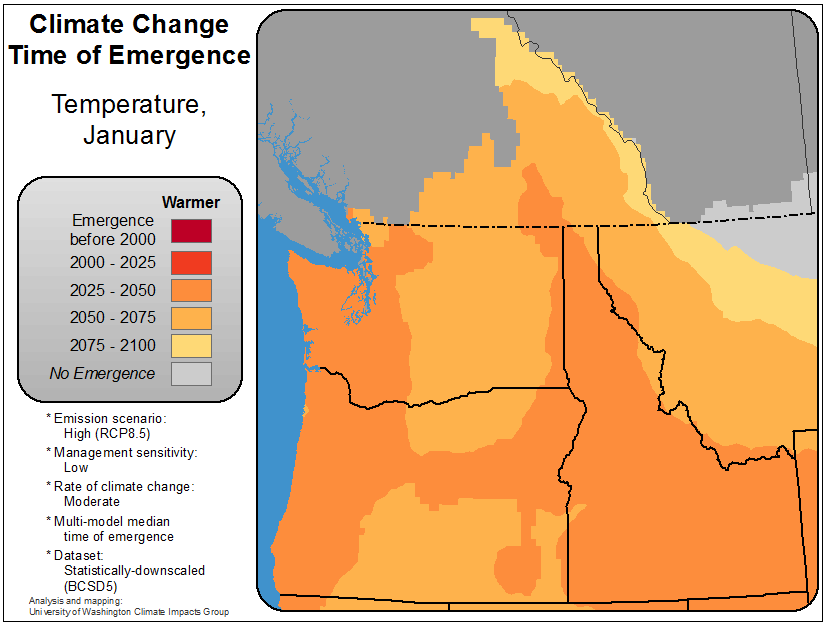 Climate Change
Time of Emergence
Temperature,
January
Warmer
Emergence
before 2000
2000 - 2025
2025 - 2050
2050 - 2075
2075 - 2100
No Emergence
* Emission scenario:
High (RCP8.5)
* Management sensitivity:
Low
* Rate of climate change:
Moderate
* Multi-model median
time of emergence
* Dataset:
Statistically-downscaled
(BCSD5)
Analysis and mapping:
University of Washington Climate Impacts Group